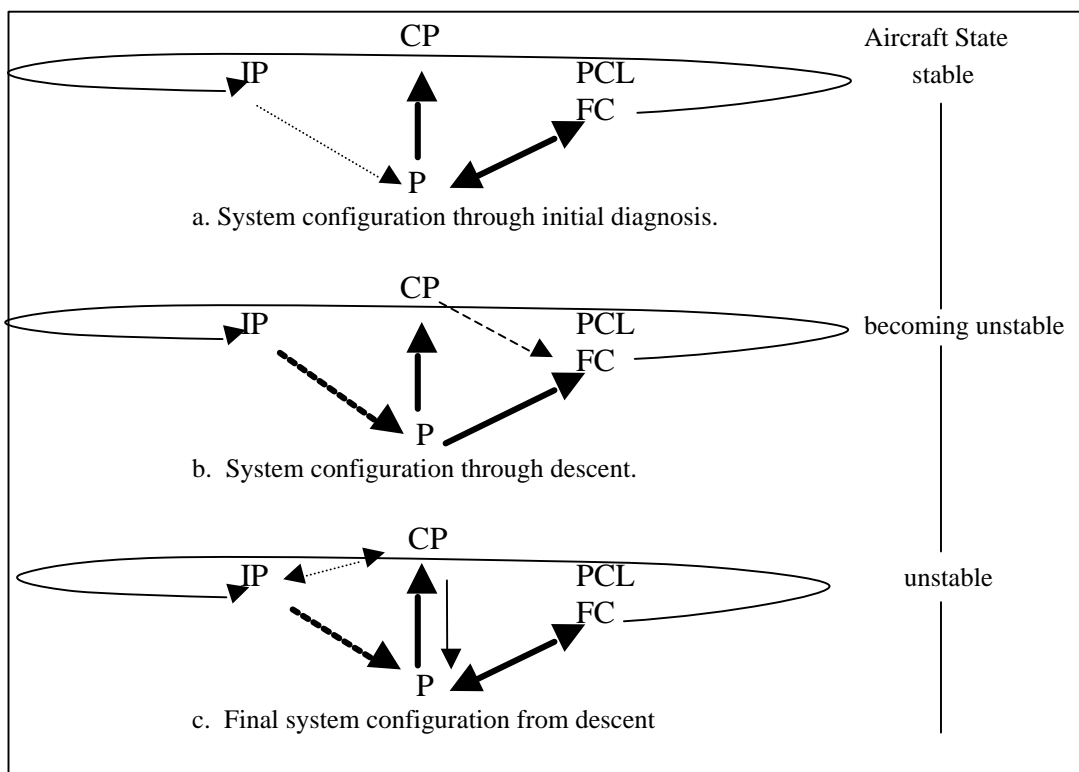 CP
Aircraft State
IP
PCL
stable
FC
P
a. System configuration through initial diagnosis.
CP
IP
PCL
becoming unstable
FC
P
b. System configuration through descent.
CP
IP
PCL
unstable
FC
P
c. Final system configuration from descent